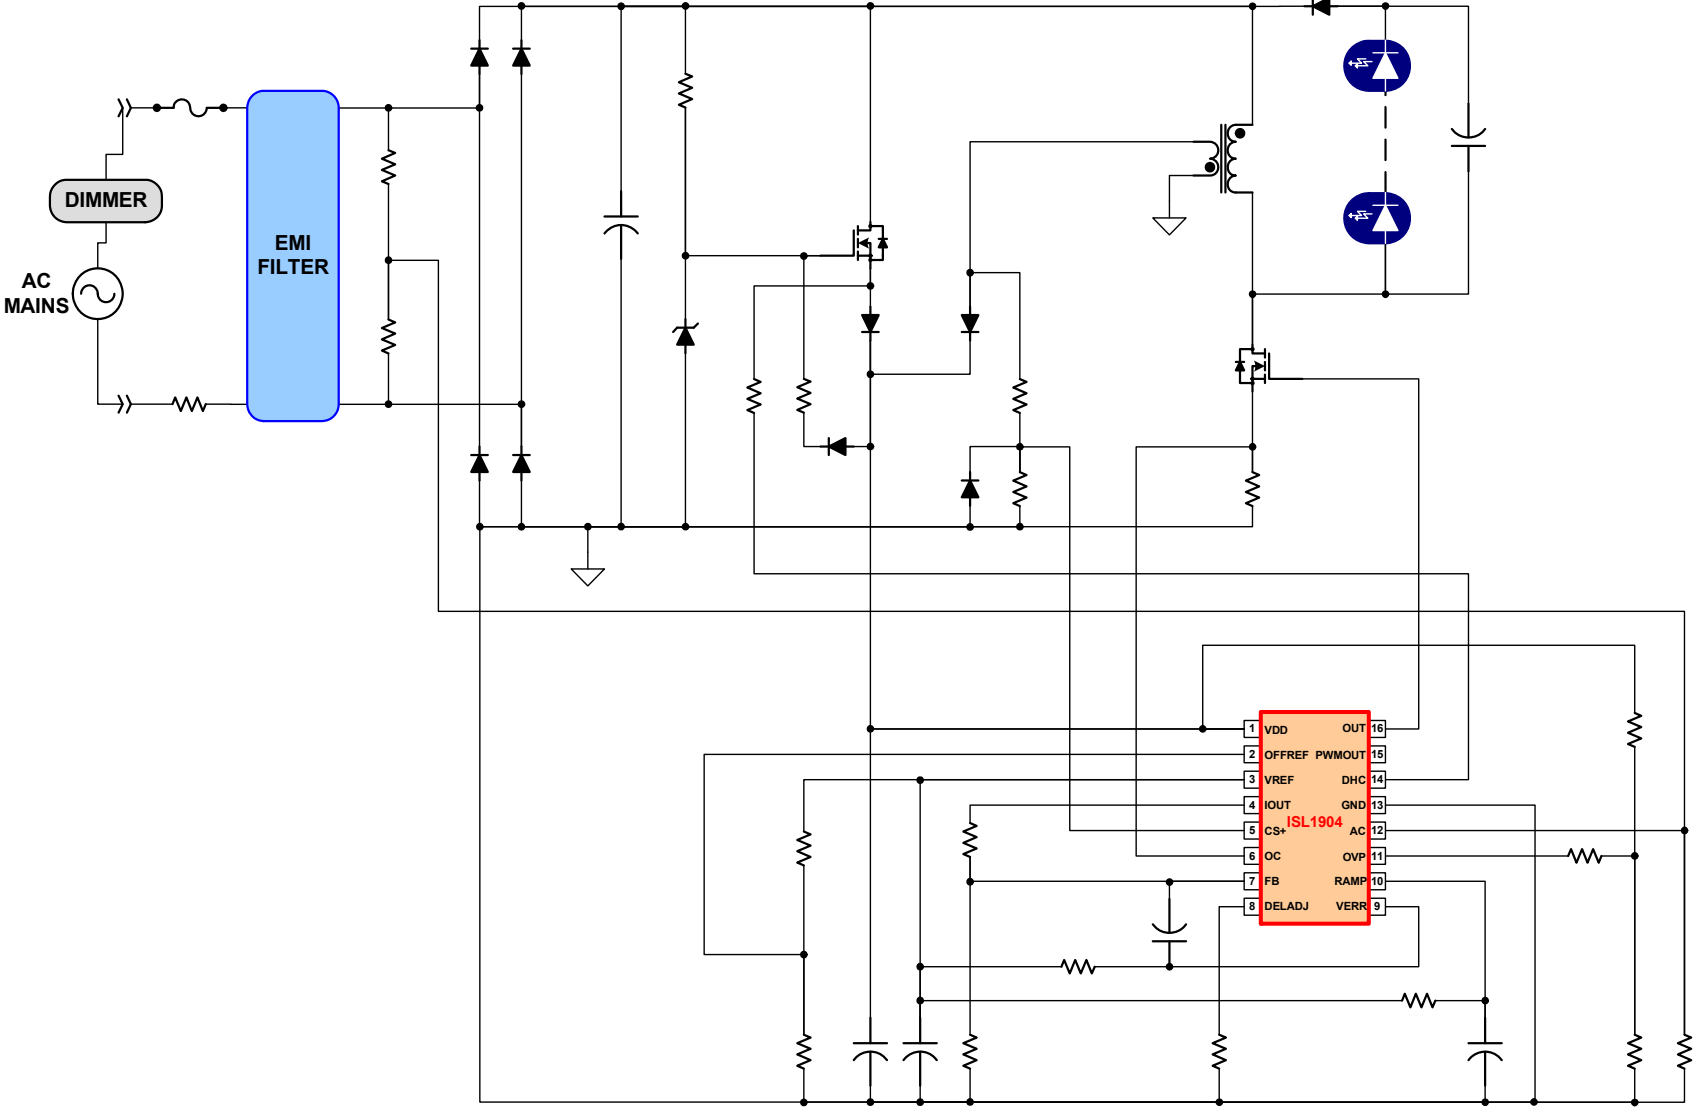 DIMMER
AC
MAINS
EMI
FILTER
1 VDD OUT 16
2 OFFREF PWMOUT 15
3 VREF DHC 14
4 IOUT GND 13
ISL1904
5 CS+ AC 12
6 OC OVP 11
7 FB RAMP 10
8 DELADJ VERR 9